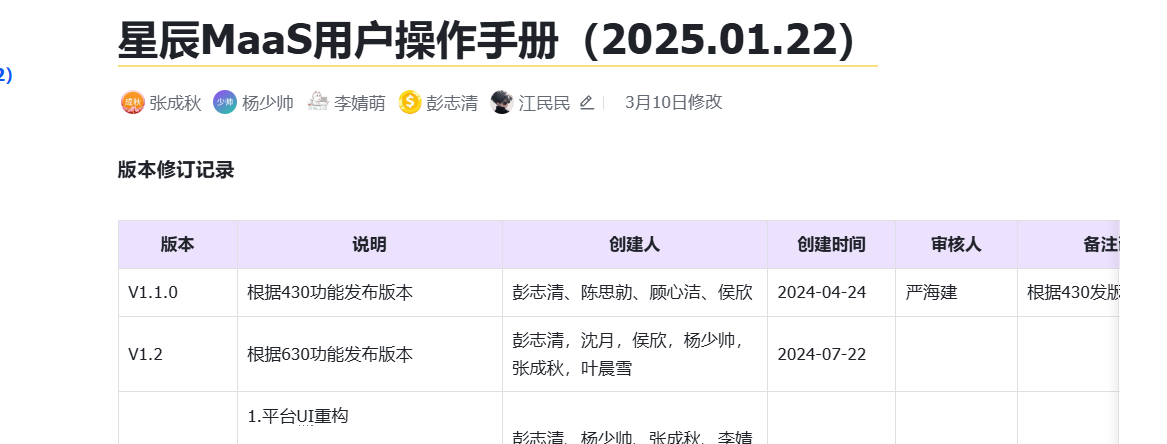 星辰MaaS用户操作手册（2025.01.22）
2）
成秋 张成秋 少帅 杨少帅 李婧萌 彭志清 江民民 3月10日修改
版本修订记录
版本 说明 创建人 创建时间 审核人 备注
V1.1.0 根据430功能发布版本 彭志清、陈思勍、顾心洁、侯欣 2024-04-24 严海建 根据430发版
V1.2 根据630功能发布版本 彭志清，沈月，侯欣，杨少帅， 2024-07-22
张成秋，叶晨雪
1.平台UI重构
彭志清、杨少帅、张成秋、李婧